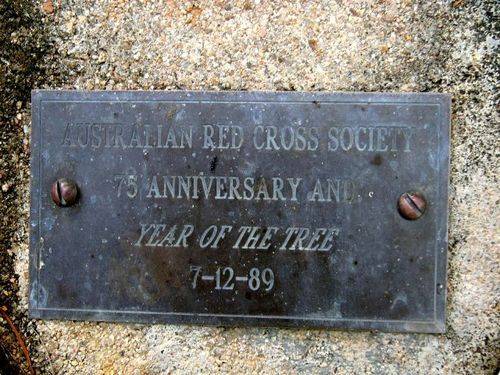 AUSTRALIAN RED CROSS SOCIETY
75 ANNIVERSARY AND
YEAR OF THE TREE
7-12-89